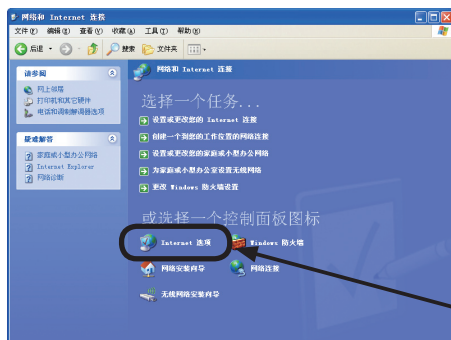 网络和 Internet 连接
文件(F) 编辑(E) 查看(V) 收藏(A) 工具(T) 帮助(H)
后退 搜索 文件夹
请参阅
网上邻居
打印机和其它硬件
电话和调制解调器选项
疑难解答
家庭或小型办公网络
Internet Explorer
网络诊断
网络和 Internet 连接
选择一个任务...
设置或更改您的 Internet 连接
创建一个到您的工作位置的网络连接
设置或更改您的家庭或小型办公网络
为家庭或小型办公室设置无线网络
更改 Windows 防火墙设置
或选择一个控制面板图标
Internet 选项 Windows 防火墙
网络安装向导 网络连接
无线网络安装向导